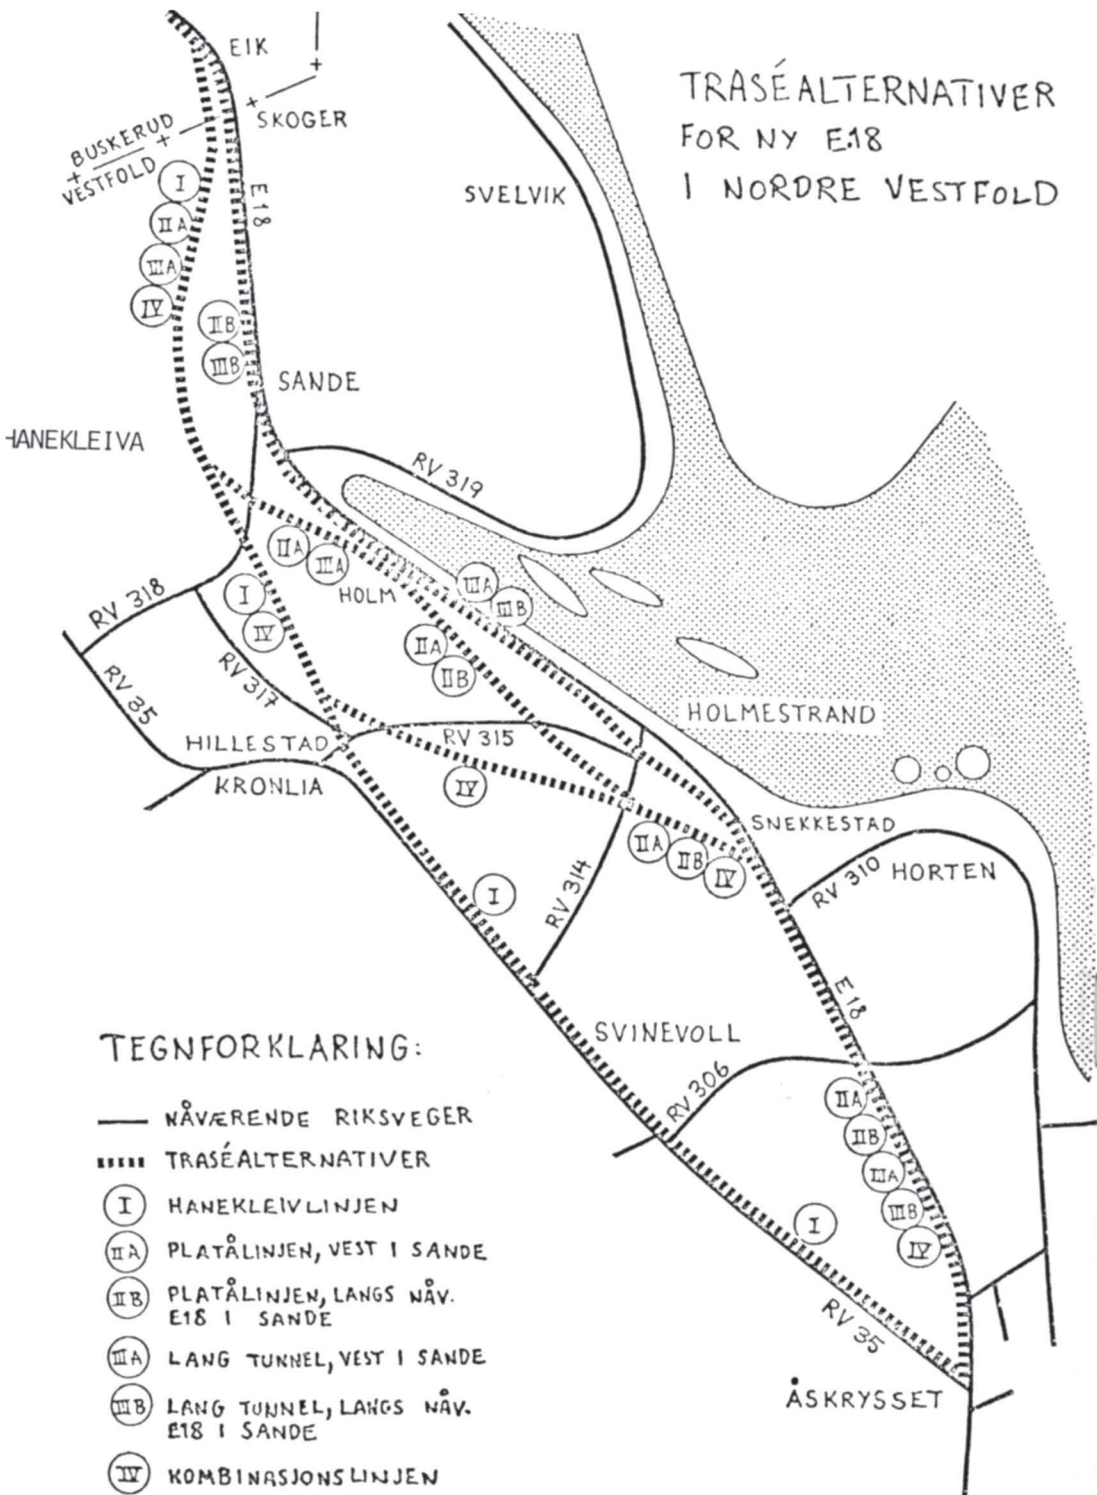 TRASÉALTERNATIVER
FOR NY E.18
I NORDRE VESTFOLD
EIK
SKOGER
BUSKERUD
VESTFOLD
I
IIA
IIIA
IV
E18
IIB
IIIB
SVELVIK
SANDE
HANEKLEIVA
RV 319
IIA
IIIA
HOLM
I
IV
IIIA
IIIB
IIA
IIB
RV 318
RV 35
RV 317
HILLESTAD
KRONLIA
RV 315
IV
HOLMESTRAND
SNEKKESTAD
IIA
IIB
IV
RV 310
HORTEN
RV 314
I
E18
SVINEVOLL
RV 306
IIA
IIB
IIIA
IIIB
IV
I
RV 35
ÅSKRYSSET
TEGNFORKLARING:
NÅVÆRENDE RIKSVEGER
TRASÉALTERNATIVER
I HANEKLEIVLINJEN
IIA PLATÅLINJEN, VEST I SANDE
IIB PLATÅLINJEN, LANGS NÅV.
E18 I SANDE
IIIA LANG TUNNEL, VEST I SANDE
IIIB LANG TUNNEL, LANGS NÅV.
E18 I SANDE
IV KOMBINASJONSLINJEN